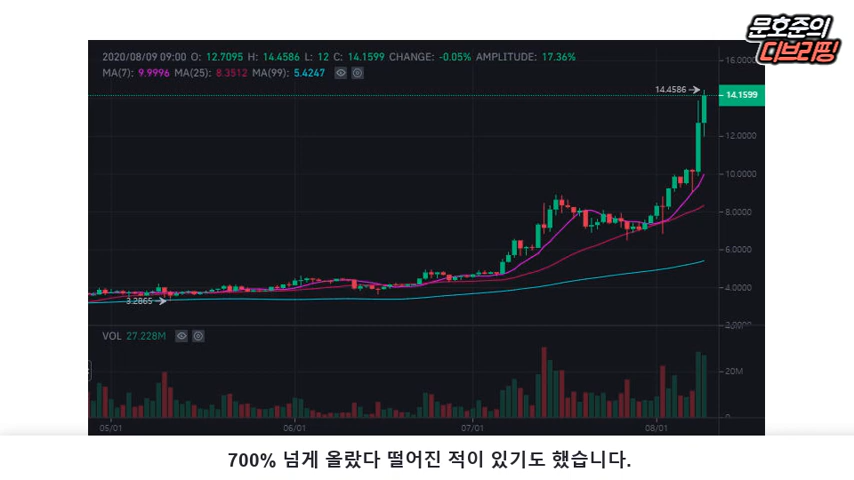 문호준의
디브리핑
2020/08/09 09:00 O: 12.7095 H: 14.4586 L: 12 C: 14.1599 CHANGE: -0.05% AMPLITUDE: 17.36%
MA(7): 9.9996 MA(25): 8.3512 MA(99): 5.4247
16.0000
14.4586
14.1599
12.0000
10.0000
8.0000
6.0000
4.0000
3.2865
2.0000
VOL 27.228M
40M
20M
0
05/01 06/01 07/01 08/01
700% 넘게 올랐다 떨어진 적이 있기도 했습니다.